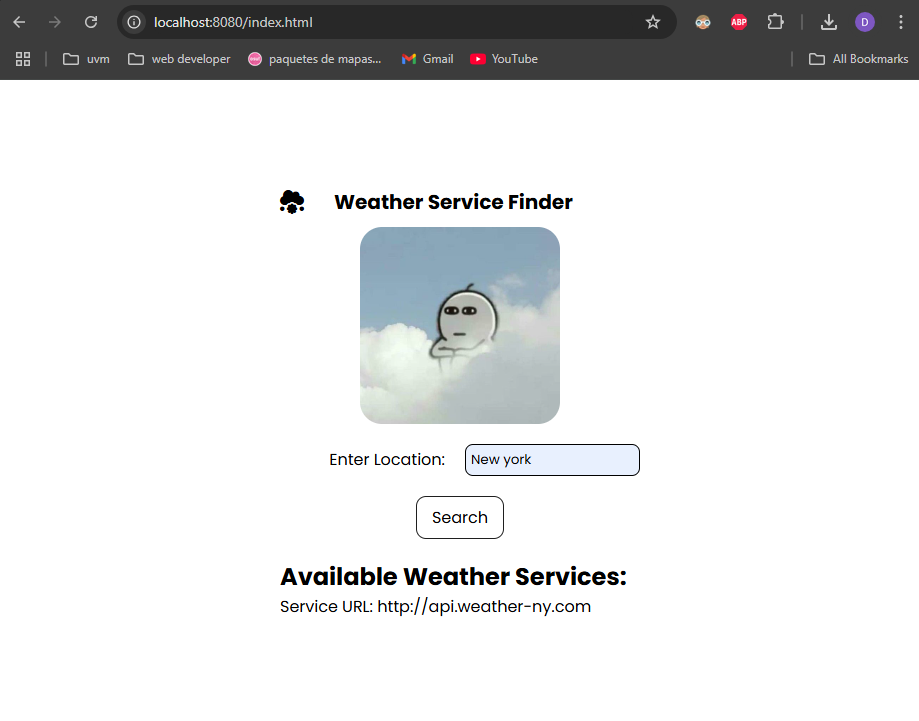 localhost:8080/index.html
ABP
D
uvm
web developer
paquetes de mapas...
Gmail
YouTube
All Bookmarks
Weather Service Finder
Enter Location:
New york
Search
Available Weather Services:
Service URL: http://api.weather-ny.com